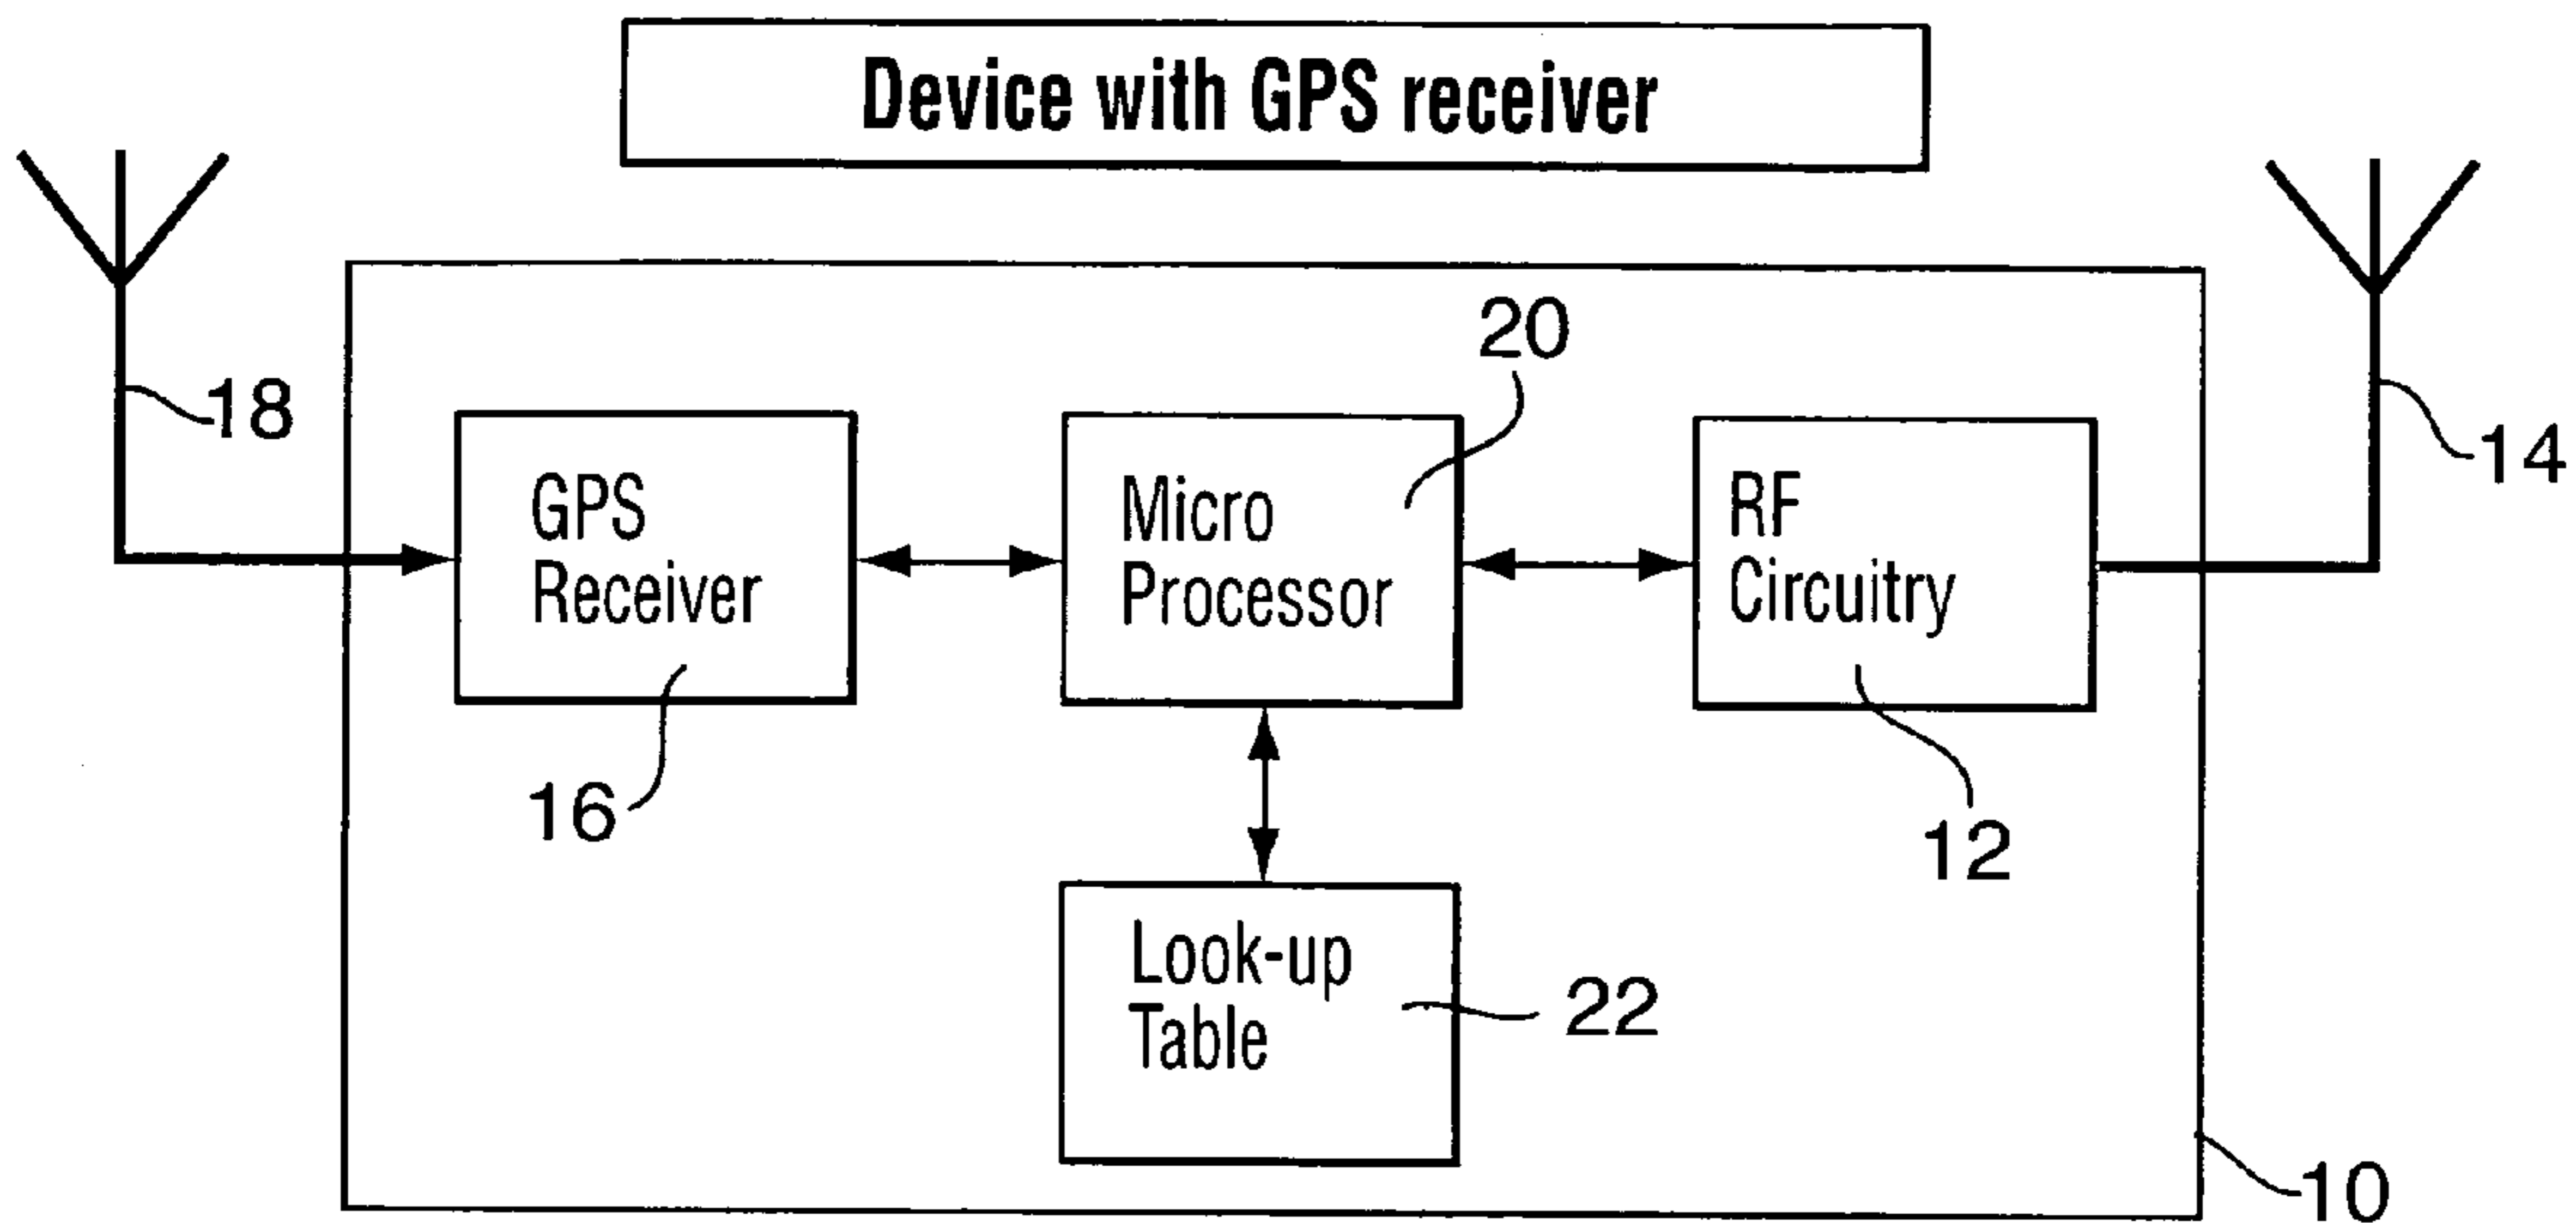 Device with GPS receiver
20
18
14
GPS
Receiver
Micro
Processor
RF
Circuitry
16
12
Look-up
Table
22
10